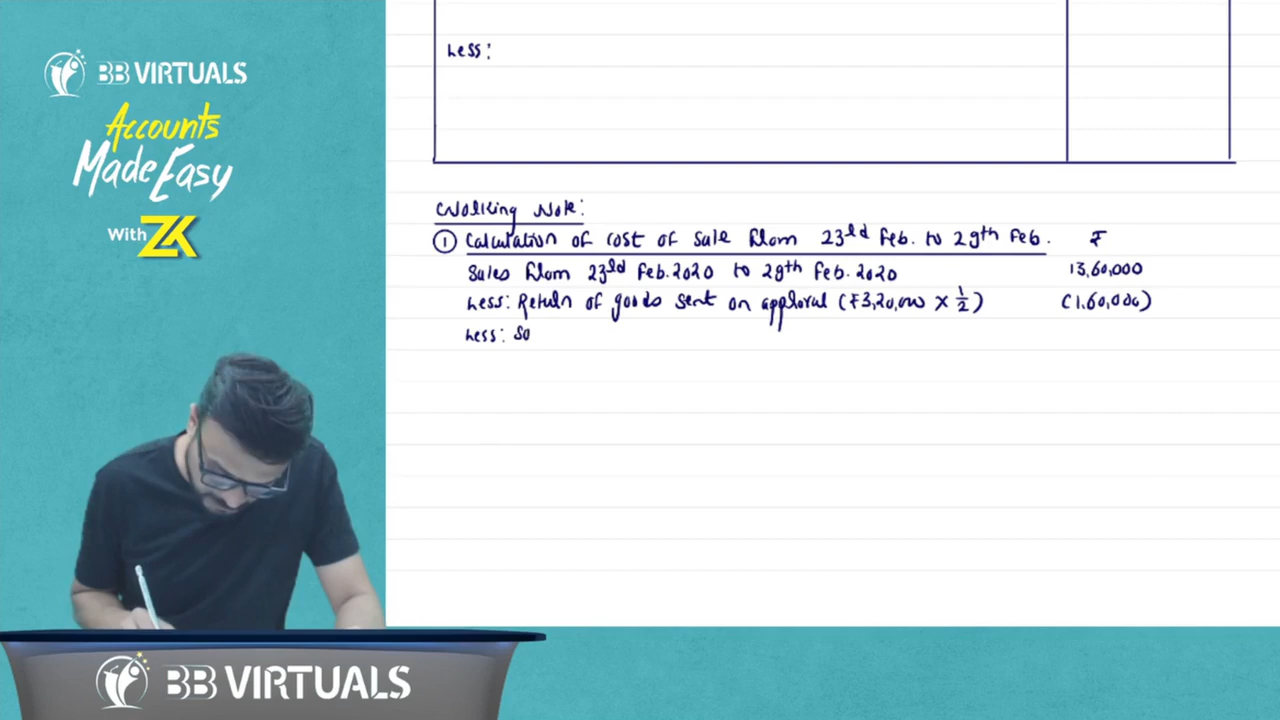 BB VIRTUALS
Accounts
Made Easy
With ZK
Less:
Working Note:
① Calculation of cost of sale from 23rd Feb. to 29th Feb. ₹
Sales from 23rd Feb.2020 to 29th Feb.2020 13,60,000
Less: Return of goods sent on approval (₹3,20,000 × 1/2) (1,60,000)
Less: So
BB VIRTUALS